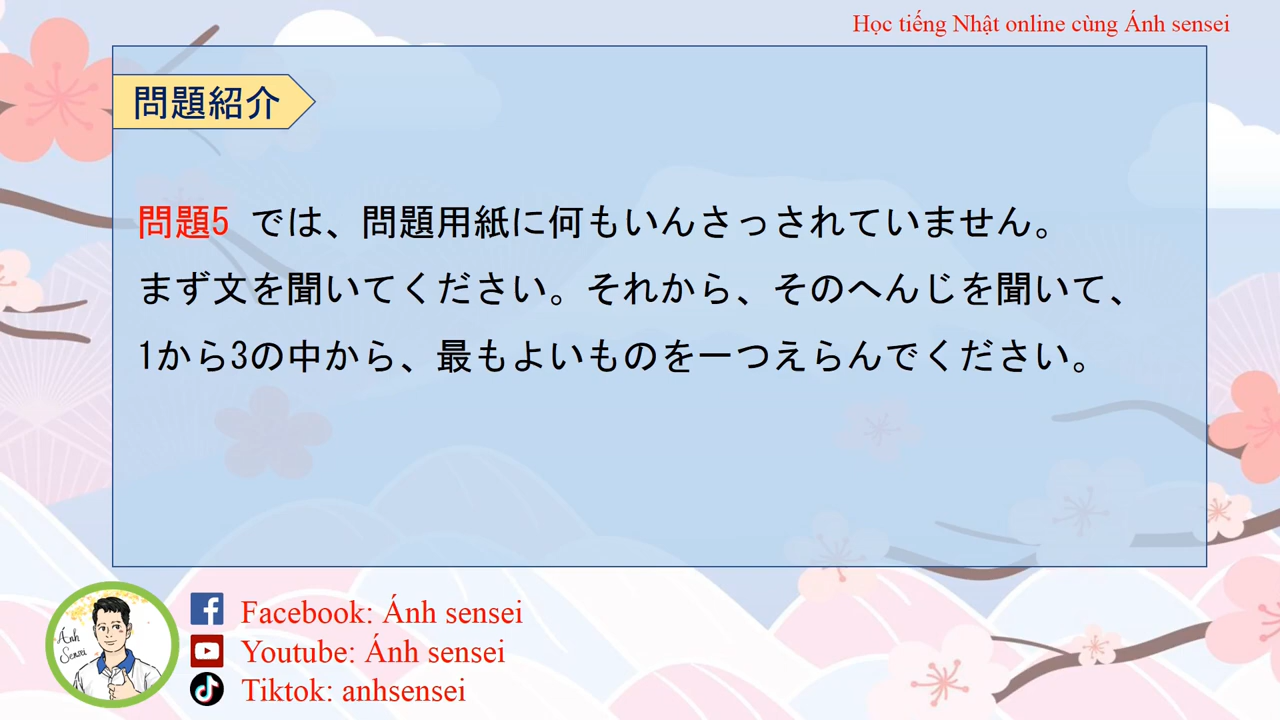 Học tiếng Nhật online cùng Ánh sensei
問題紹介
問題5 では、問題用紙に何もいんさっされていません。
まず文を聞いてください。それから、そのへんじを聞いて、
1から3の中から、最もよいものを一つえらんでください。
Ánh
Sensei
Facebook: Ánh sensei
Youtube: Ánh sensei
Tiktok: anhsensei